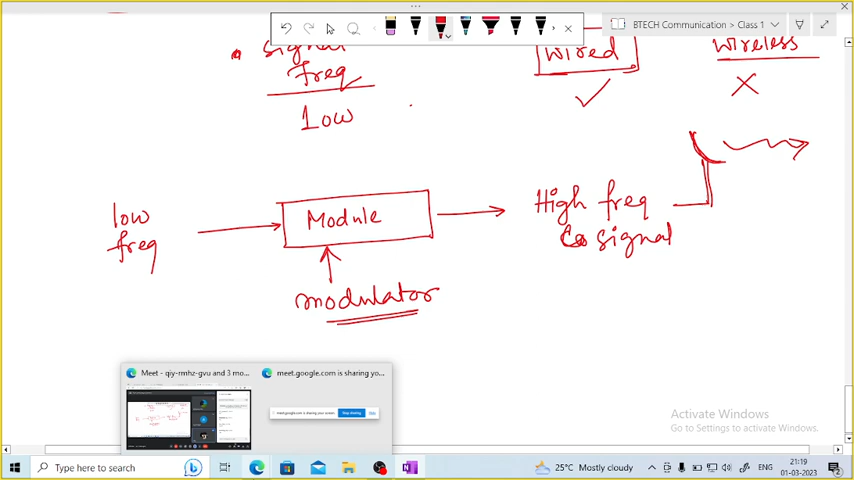 BTECH Communication > Class 1
• signal
freq
Low
wired
wireless
low
freq
Module
modulator
High freq
signal
Meet - qiy-rmhz-gvu and 3 mo...
meet.google.com is sharing yo...
Activate Windows
Go to Settings to activate Windows.
Type here to search
25°C Mostly cloudy
ENG
21:19
01-03-2023
2